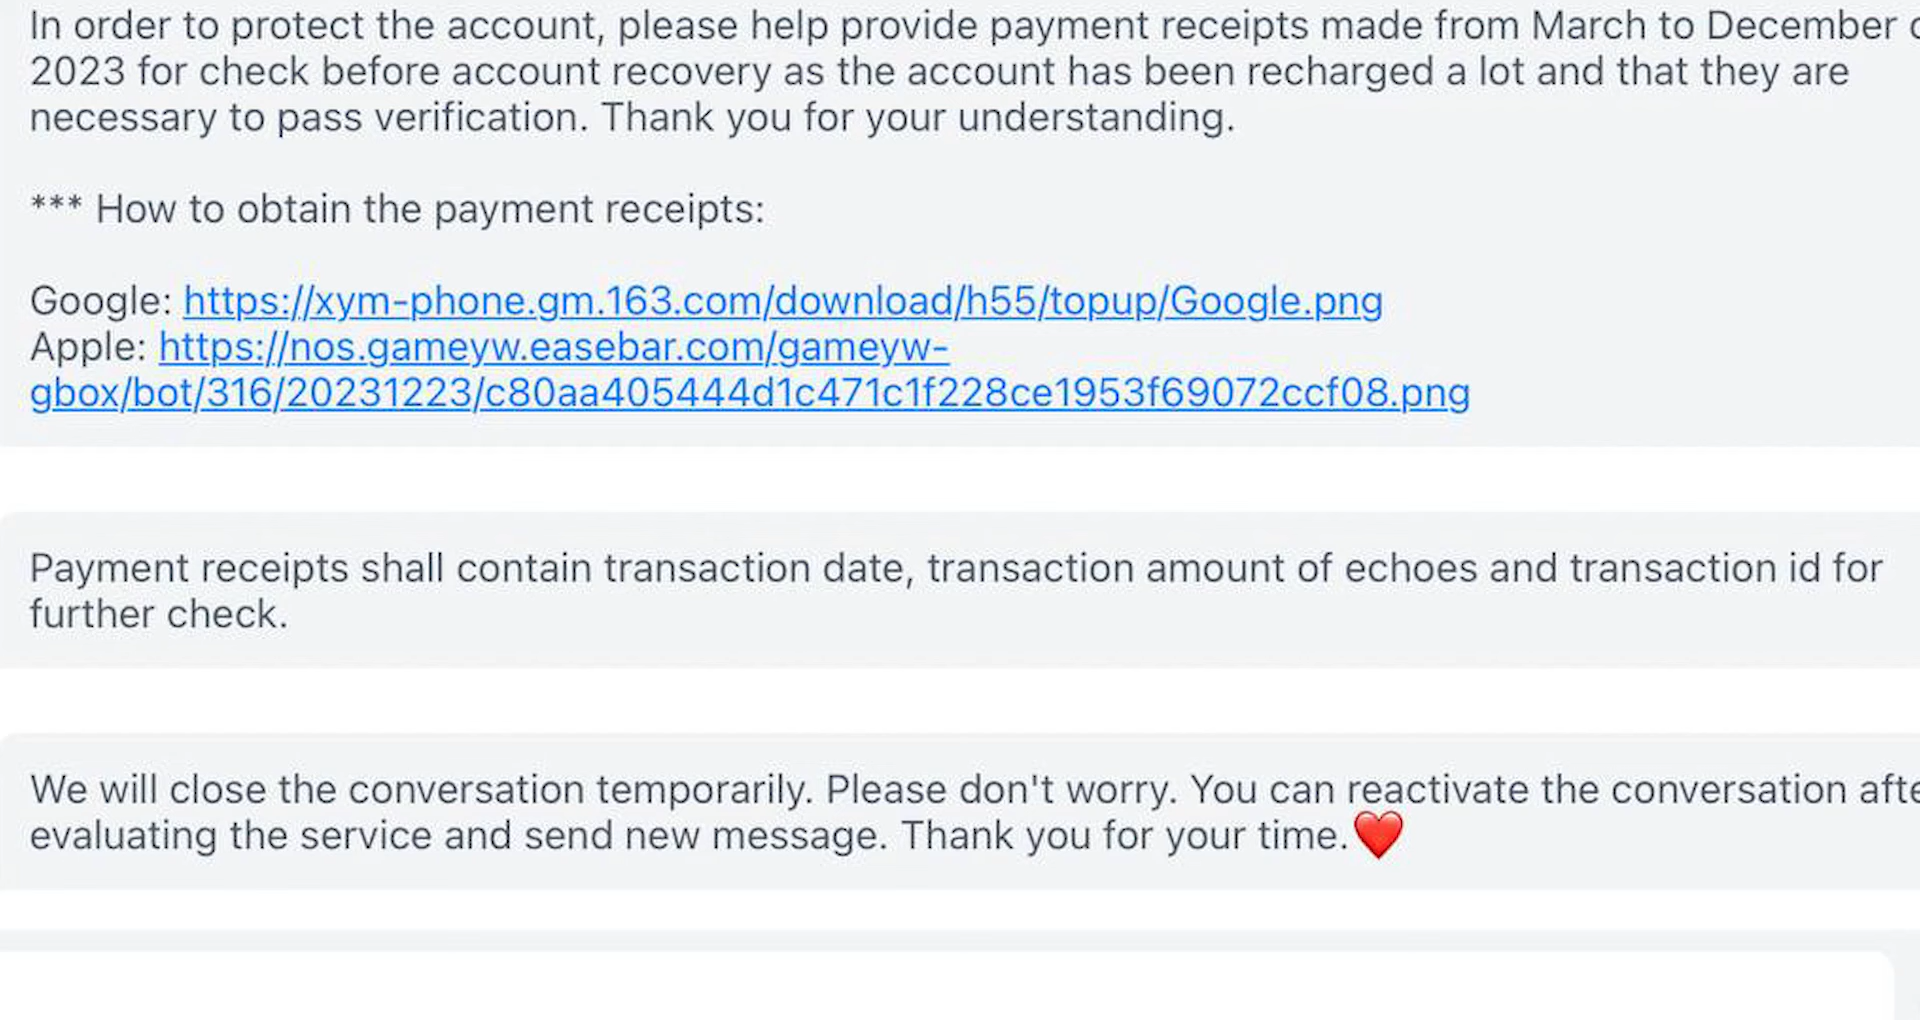 In order to protect the account, please help provide payment receipts made from March to December
2023 for check before account recovery as the account has been recharged a lot and that they are
necessary to pass verification. Thank you for your understanding.
*** How to obtain the payment receipts:
Google: https://xym-phone.gm.163.com/download/h55/topup/Google.png
Apple: https://nos.gameyw.easebar.com/gameyw-
gbox/bot/316/20231223/c80aa405444d1c471c1f228ce1953f69072ccf08.png
Payment receipts shall contain transaction date, transaction amount of echoes and transaction id for
further check.
We will close the conversation temporarily. Please don't worry. You can reactivate the conversation
evaluating the service and send new message. Thank you for your time.❤️